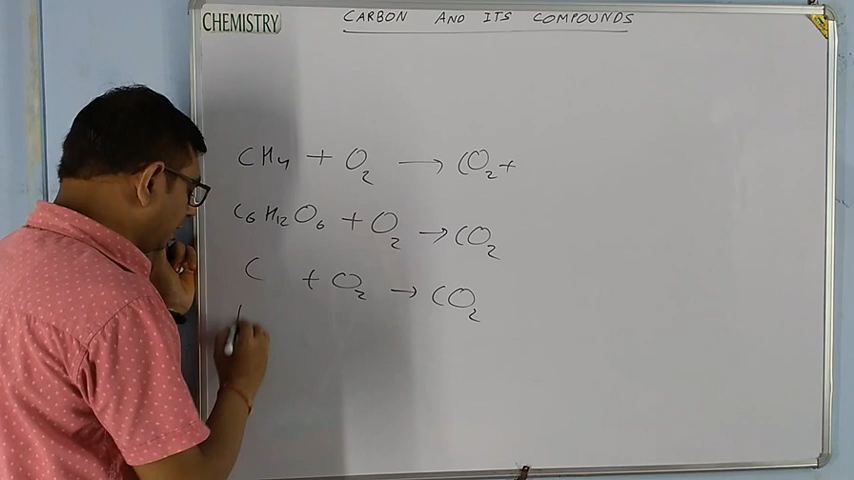 CHEMISTRY
CARBON AND ITS COMPOUNDS
CH₄ + O₂ → CO₂ +
C₆H₁₂O₆ + O₂ → CO₂
C + O₂ → CO₂